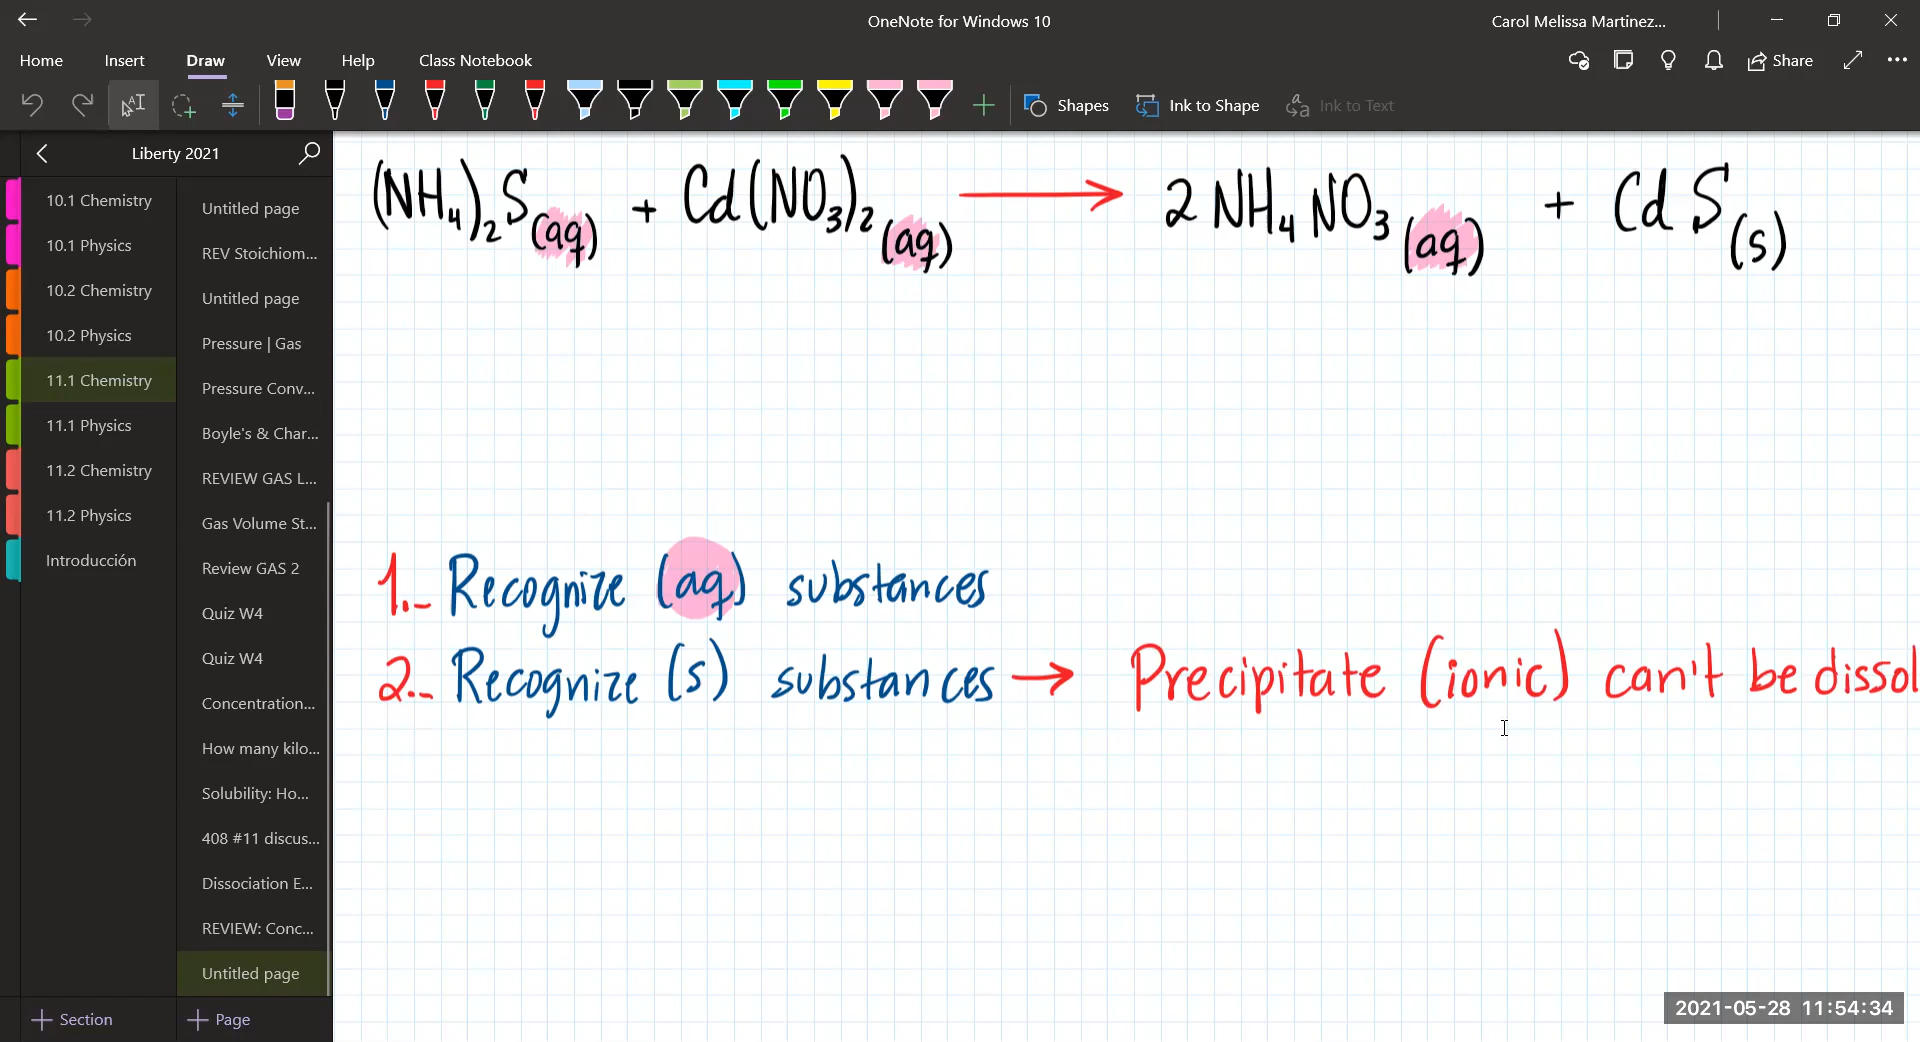 OneNote for Windows 10
Carol Melissa Martinez...
Home Insert Draw View Help Class Notebook
Share
Shapes Ink to Shape Ink to Text
Liberty 2021
10.1 Chemistry
10.1 Physics
10.2 Chemistry
10.2 Physics
11.1 Chemistry
11.1 Physics
11.2 Chemistry
11.2 Physics
Introducción
Untitled page
REV Stoichiom...
Untitled page
Pressure | Gas
Pressure Conv...
Boyle's & Char...
REVIEW GAS L...
Gas Volume St...
Review GAS 2
Quiz W4
Quiz W4
Concentration...
How many kilo...
Solubility: Ho...
408 #11 discus...
Dissociation E...
REVIEW: Conc...
Untitled page
+ Section
+ Page
(NH₄)₂S(aq) + Cd(NO₃)₂(aq) → 2 NH₄NO₃(aq) + CdS(s)
1._ Recognize (aq) substances
2._ Recognize (s) substances → Precipitate (ionic) can't be dissol
2021-05-28 11:54:34